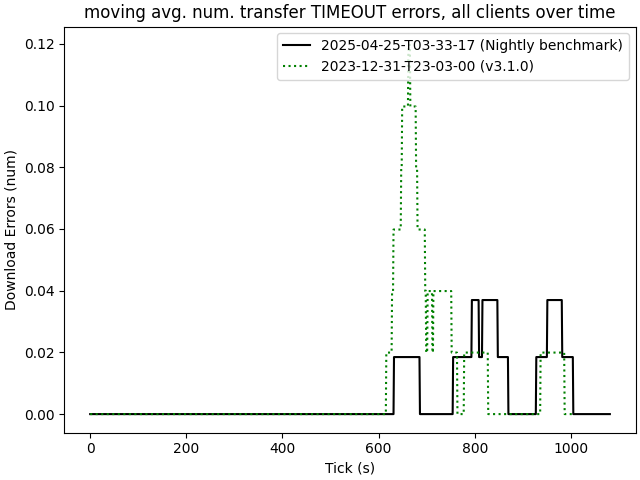 moving avg. num. transfer TIMEOUT errors, all clients over time
2025-04-25-T03-33-17 (Nightly benchmark)
2023-12-31-T23-03-00 (v3.1.0)
Download Errors (num)
0.12
0.10
0.08
0.06
0.04
0.02
0.00
0 200 400 600 800 1000
Tick (s)